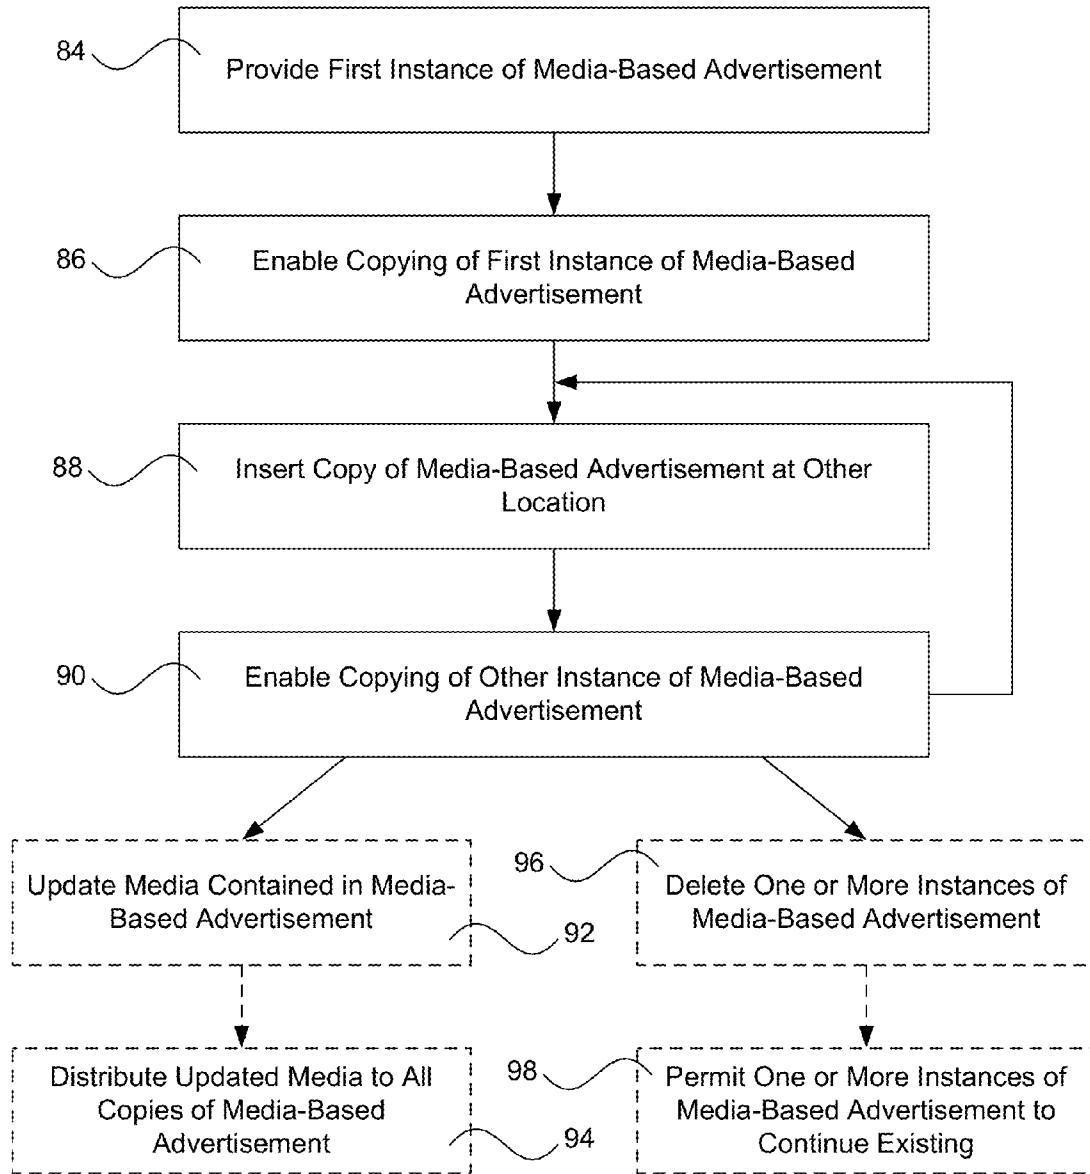 84
Provide First Instance of Media-Based Advertisement
86
Enable Copying of First Instance of Media-Based
Advertisement
88
Insert Copy of Media-Based Advertisement at Other
Location
90
Enable Copying of Other Instance of Media-Based
Advertisement
Update Media Contained in Media-
Based Advertisement
92
96
Delete One or More Instances of
Media-Based Advertisement
Distribute Updated Media to All
Copies of Media-Based
Advertisement
94
98
Permit One or More Instances of
Media-Based Advertisement to
Continue Existing